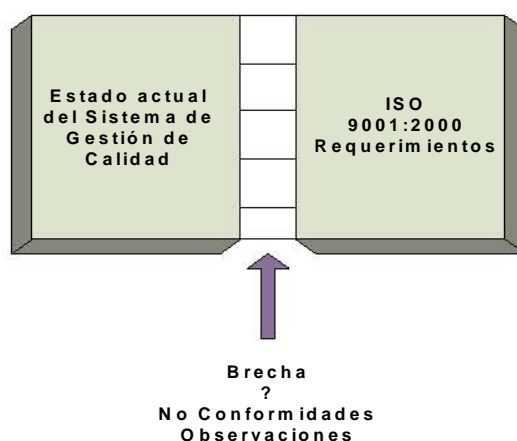 Estado actual
del Sistema de
Gestión de
Calidad
ISO
9001:2000
Requerimientos
Brecha
?
No Conformidades
Observaciones